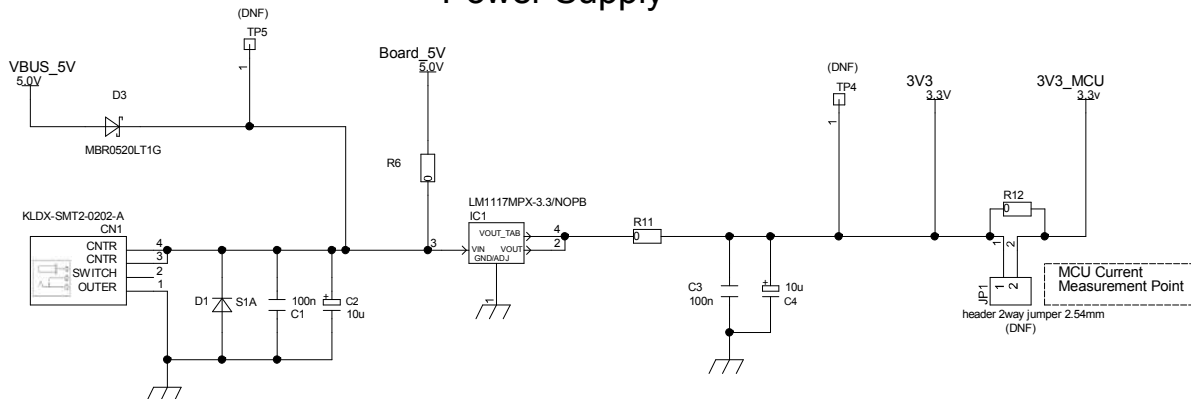 Power Supply
(DNF)
TP5
1
VBUS_5V
5.0V
D3
MBR0520LT1G
Board_5V
5.0V
R6
0
(DNF)
TP4
1
3V3
3.3V
3V3_MCU
3.3v
KLDX-SMT2-0202-A
CN1
CNTR 4
CNTR 3
SWITCH 2
OUTER 1
D1 S1A
100n
C1
+
C2
10u
LM1117MPX-3.3/NOPB
IC1
3 VIN
VOUT_TAB 4
VOUT 2
GND/ADJ
1
R11
0
C3
100n
+
10u
C4
R12
0
1 2
JP1
1 2
header 2way jumper 2.54mm
(DNF)
MCU Current
Measurement Point